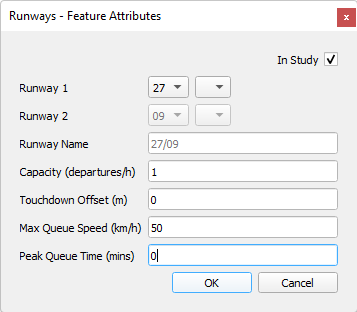 Runways - Feature Attributes x
In Study
Runway 1 27
Runway 2 09
Runway Name 27/09
Capacity (departures/h) 1
Touchdown Offset (m) 0
Max Queue Speed (km/h) 50
Peak Queue Time (mins) 0
OK Cancel